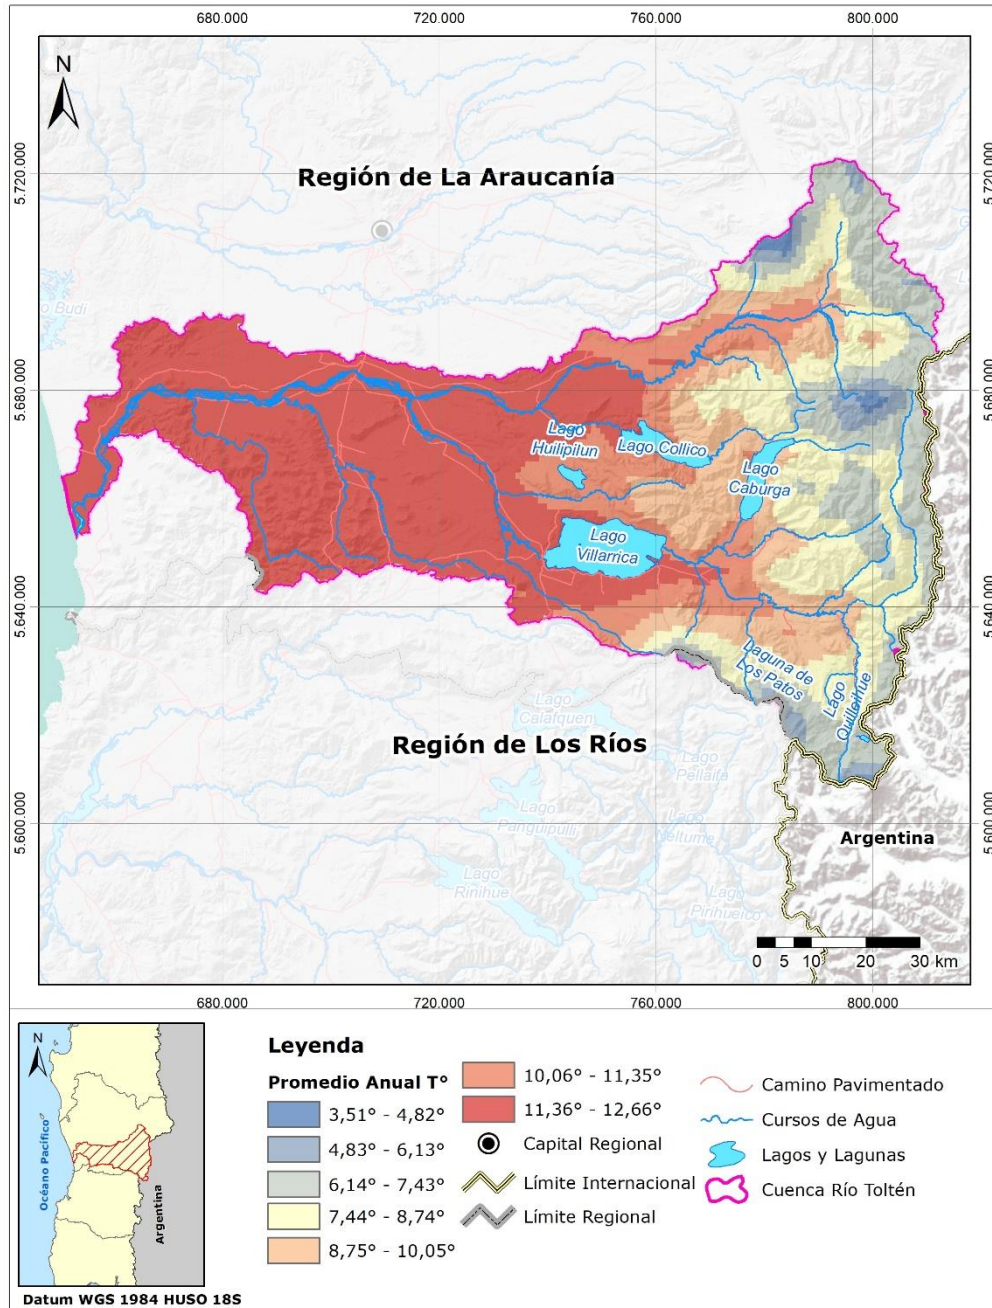 680.000
720.000
760.000
800.000
N
5.720.000
5.720.000
Región de La Araucanía
Budi
5.680.000
5.680.000
Lago
Huilipilun
Lago Collico
Lago
Caburga
Lago
Villarrica
5.640.000
5.640.000
Laguna de
Los Patos
Lago
Quilleihue
Lago
Calafquen
Región de Los Ríos
Lago
Pellaifa
Lago
Panguipulli
Lago
Neltume
5.600.000
5.600.000
Argentina
Lago
Riñihue
Lago
Pirihueico
0 5 10 20 30 km
680.000
720.000
760.000
800.000
N
Océano Pacífico
Argentina
Datum WGS 1984 HUSO 18S
Leyenda
Promedio Anual T°
3,51° - 4,82°
4,83° - 6,13°
6,14° - 7,43°
7,44° - 8,74°
8,75° - 10,05°
10,06° - 11,35°
11,36° - 12,66°
Capital Regional
Límite Internacional
Límite Regional
Camino Pavimentado
Cursos de Agua
Lagos y Lagunas
Cuenca Río Toltén